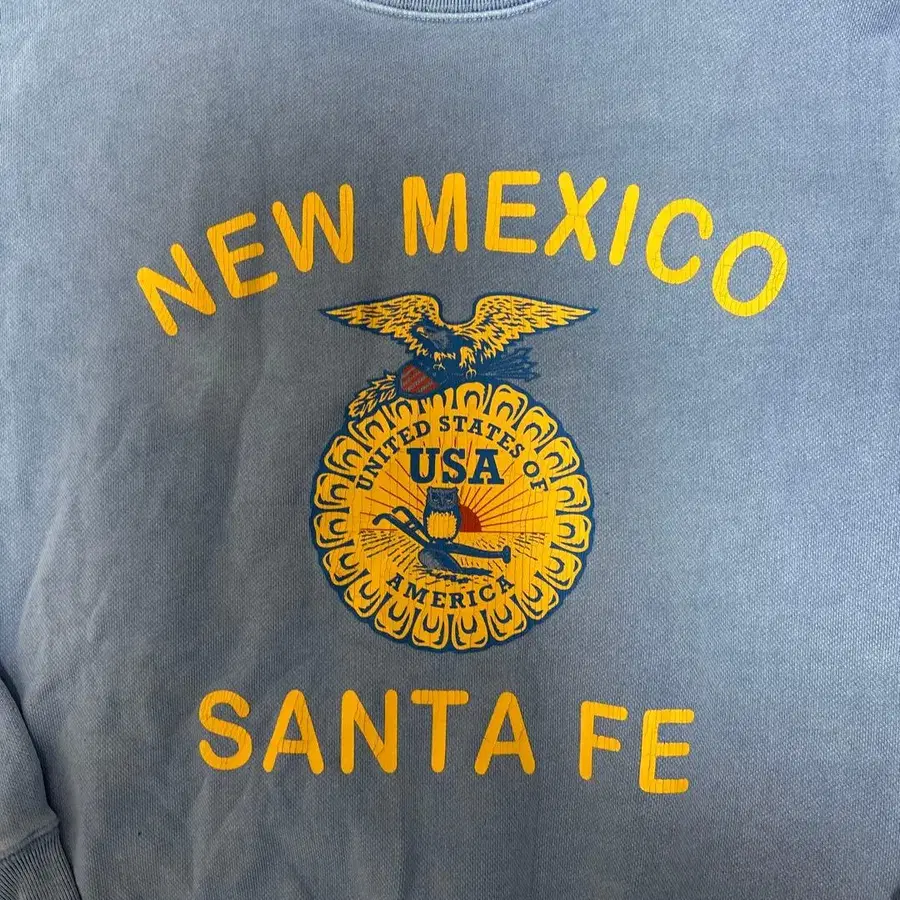 NEW MEXICO
UNITED STATES OF
USA
AMERICA
SANTA FE